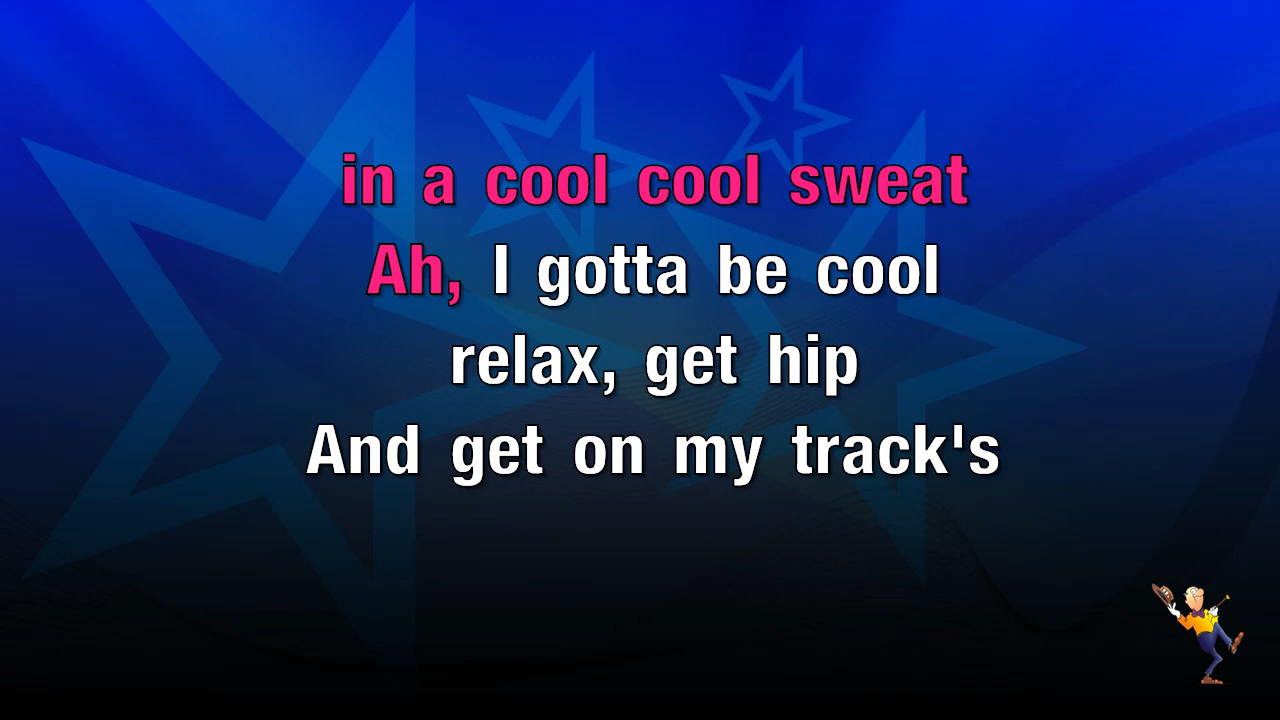 in a cool cool sweat
Ah, I gotta be cool
relax, get hip
And get on my track's